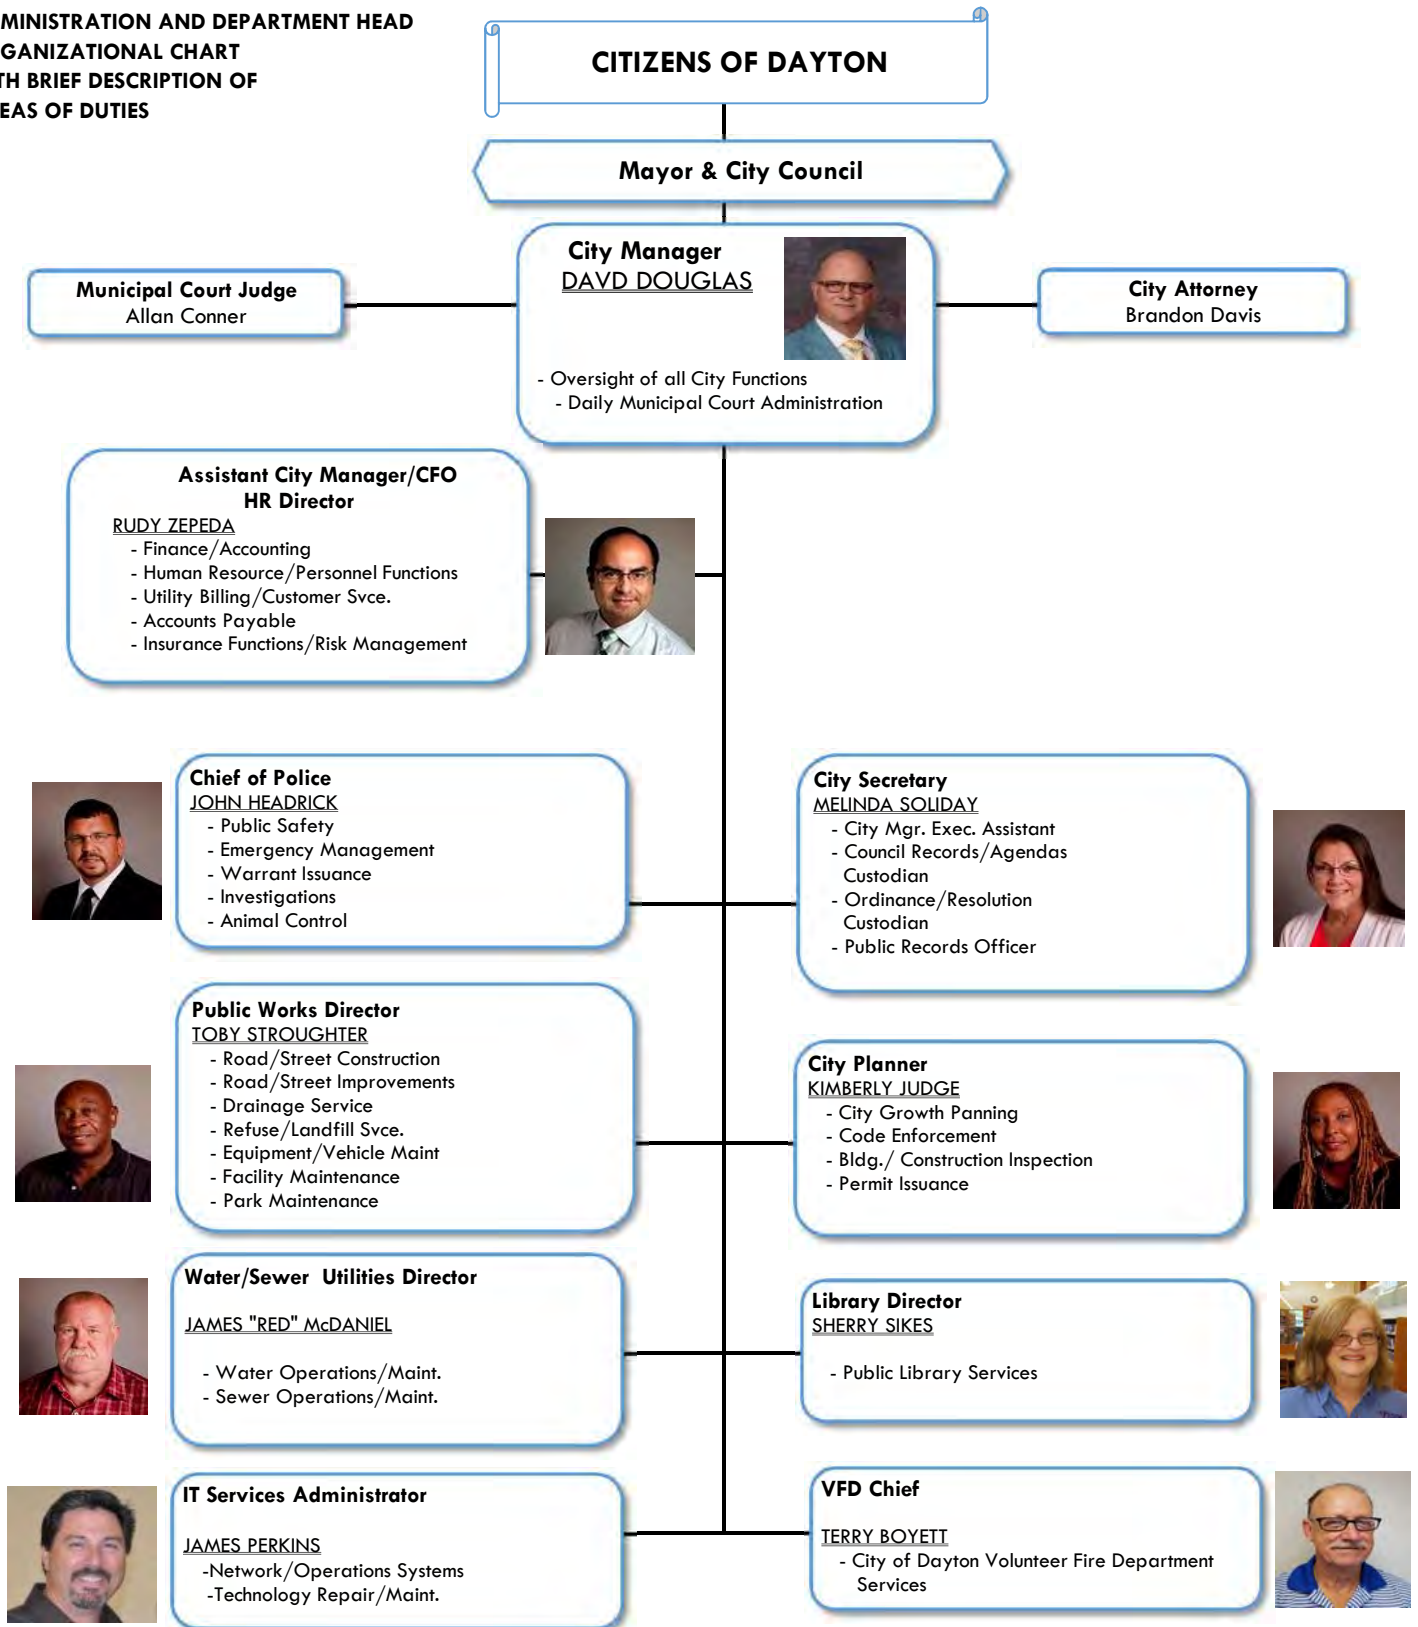 MINISTRATION AND DEPARTMENT HEAD
GANIZATIONAL CHART
TH BRIEF DESCRIPTION OF
EAS OF DUTIES
CITIZENS OF DAYTON
Mayor & City Council
City Manager
DAVD DOUGLAS
- Oversight of all City Functions
- Daily Municipal Court Administration
Municipal Court Judge
Allan Conner
City Attorney
Brandon Davis
Assistant City Manager/CFO
HR Director
RUDY ZEPEDA
- Finance/Accounting
- Human Resource/Personnel Functions
- Utility Billing/Customer Svce.
- Accounts Payable
- Insurance Functions/Risk Management
Chief of Police
JOHN HEADRICK
- Public Safety
- Emergency Management
- Warrant Issuance
- Investigations
- Animal Control
City Secretary
MELINDA SOLIDAY
- City Mgr. Exec. Assistant
- Council Records/Agendas
Custodian
- Ordinance/Resolution
Custodian
- Public Records Officer
Public Works Director
TOBY STROUGHTER
- Road/Street Construction
- Road/Street Improvements
- Drainage Service
- Refuse/Landfill Svce.
- Equipment/Vehicle Maint
- Facility Maintenance
- Park Maintenance
City Planner
KIMBERLY JUDGE
- City Growth Panning
- Code Enforcement
- Bldg./ Construction Inspection
- Permit Issuance
Water/Sewer  Utilities Director
JAMES "RED" McDANIEL
- Water Operations/Maint.
- Sewer Operations/Maint.
Library Director
SHERRY SIKES
- Public Library Services
IT Services Administrator
JAMES PERKINS
-Network/Operations Systems
-Technology Repair/Maint.
VFD Chief
TERRY BOYETT
- City of Dayton Volunteer Fire Department
Services